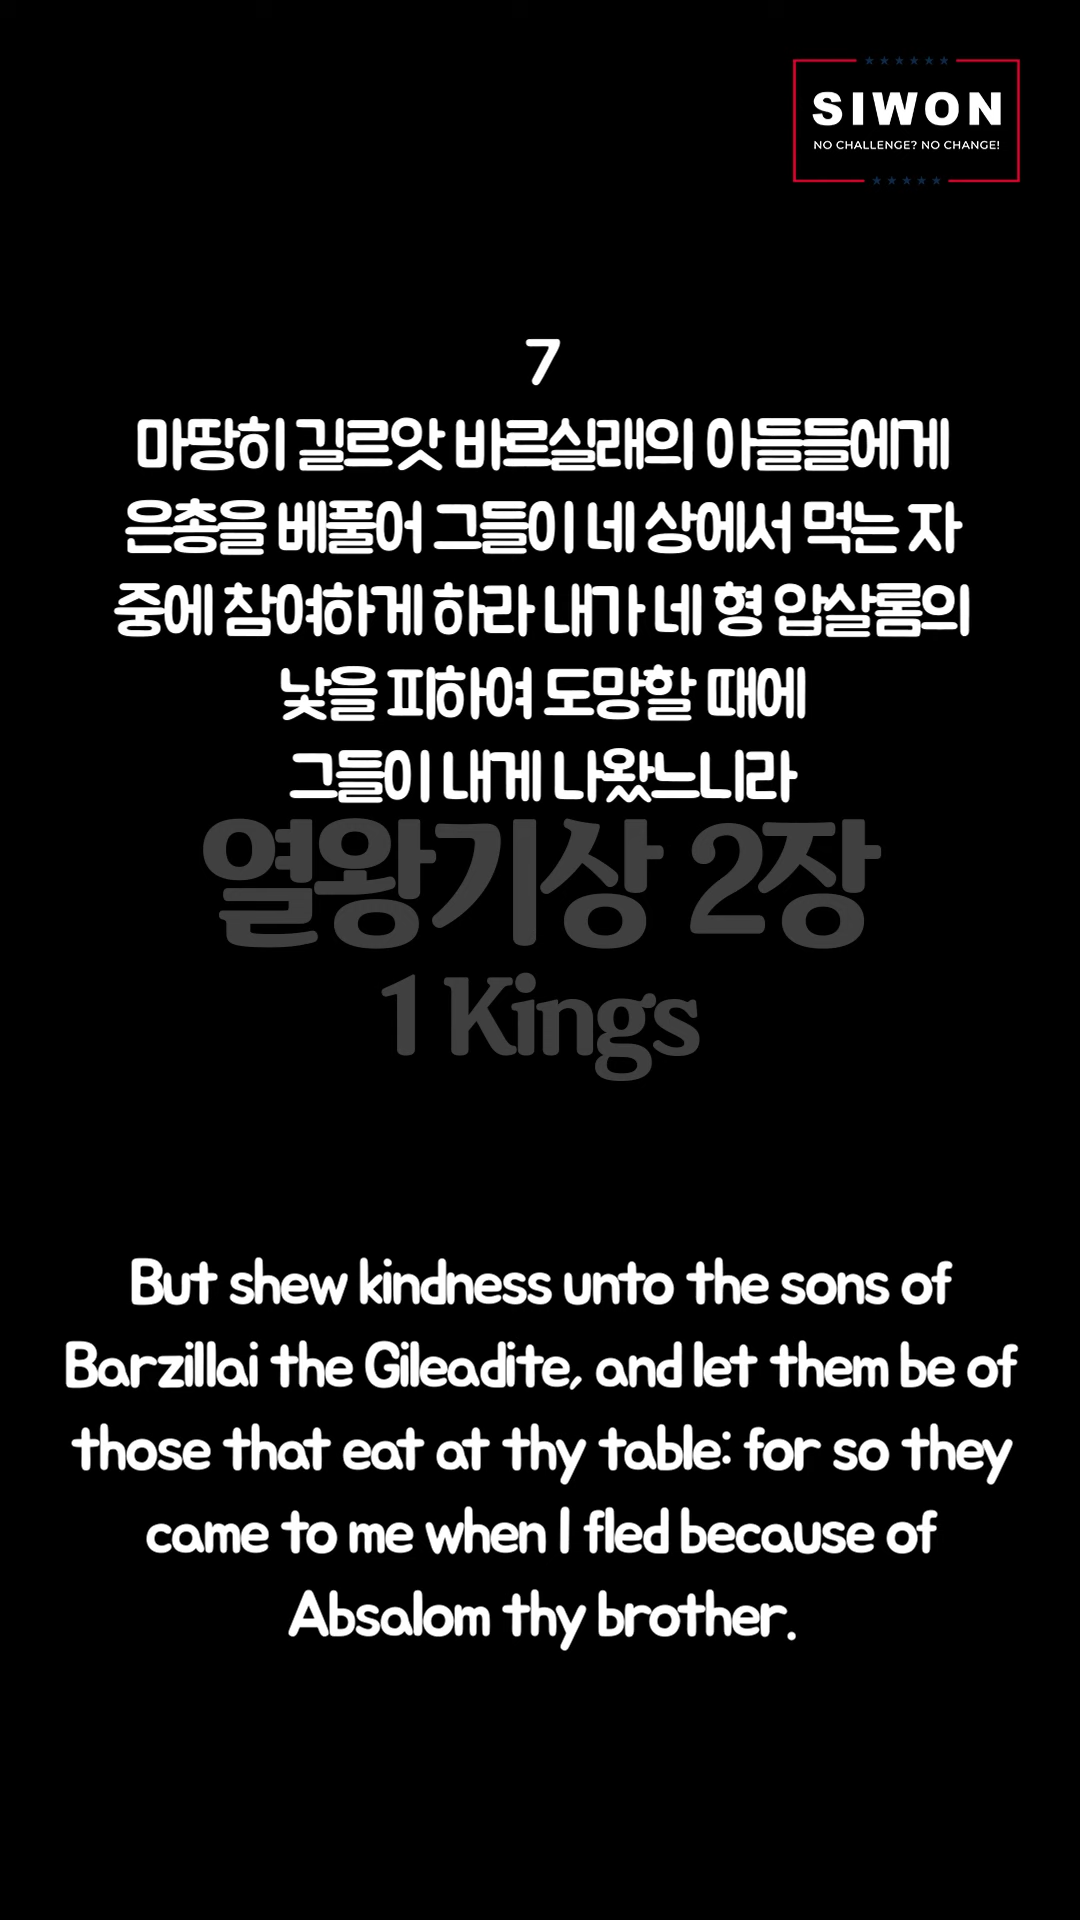 SIWON
NO CHALLENGE? NO CHANGE!
7
마땅히 길르앗 바르실래의 아들들에게
은총을 베풀어 그들이 네 상에서 먹는 자
중에 참여하게 하라 내가 네 형 압살롬의
낯을 피하여 도망할 때에
그들이 내게 나왔느니라
열왕기상 2장
1 Kings
But shew kindness unto the sons of
Barzillai the Gileadite, and let them be of
those that eat at thy table: for so they
came to me when I fled because of
Absalom thy brother.